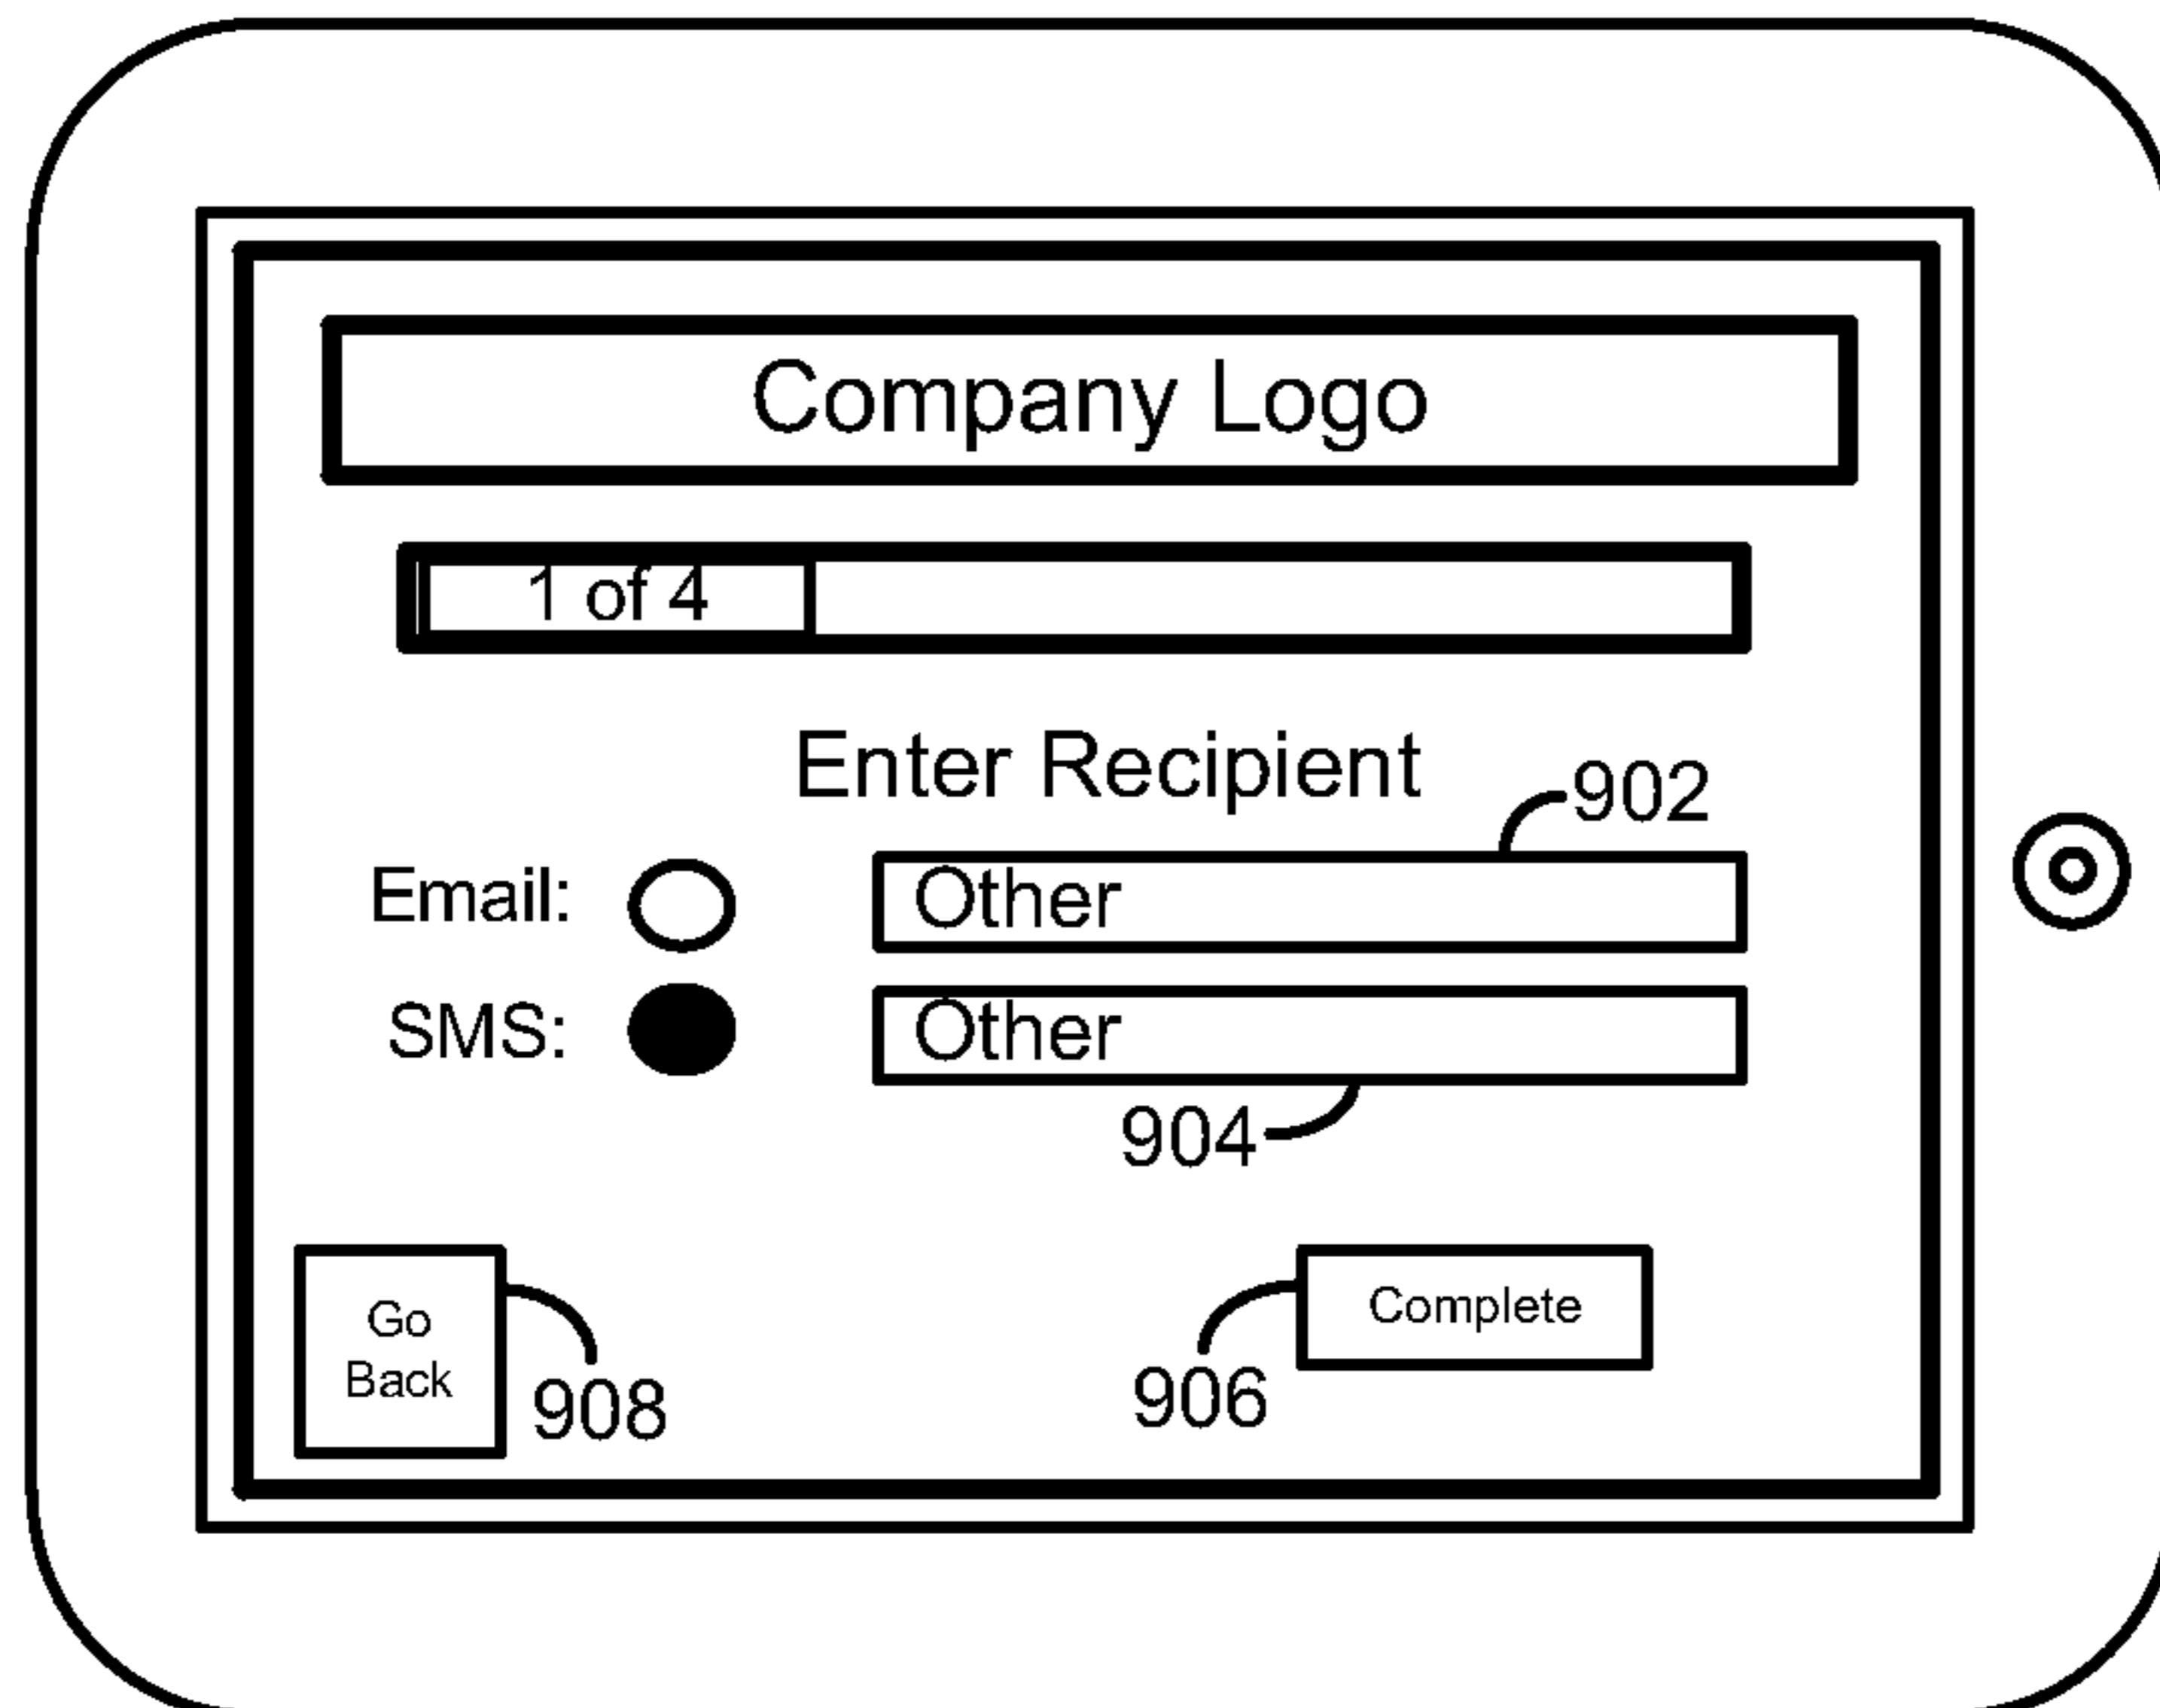 Company Logo
1 of 4
Enter Recipient
902
Email: Other
SMS: Other
904
Go
Back
908
906
Complete